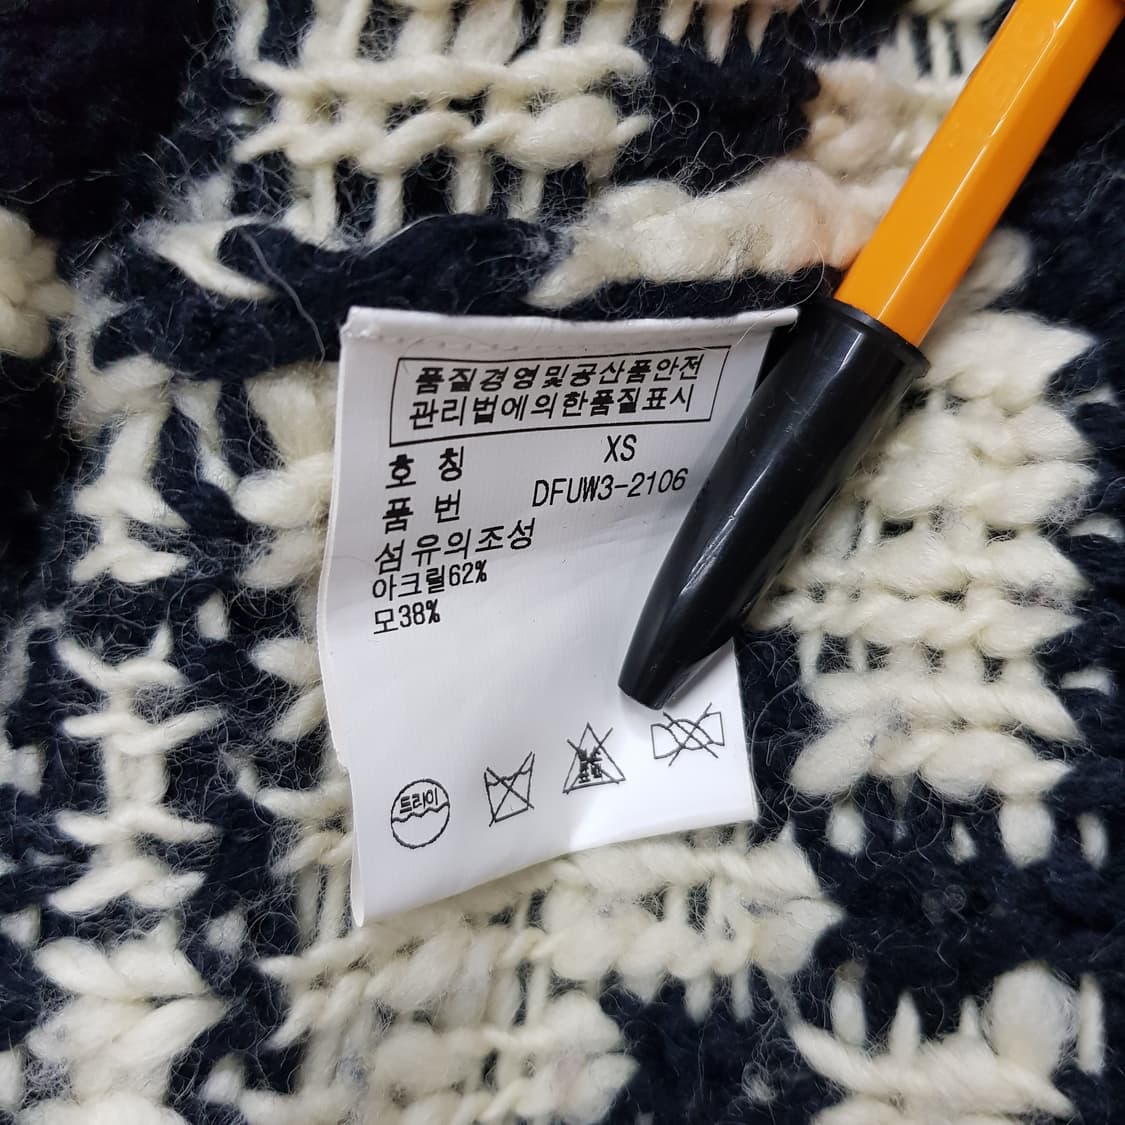 품질경영및공산품안전
관리법에의한품질표시
호 칭 XS
품 번 DFUW3-2106
섬유의조성
아크릴62%
모38%
드라이